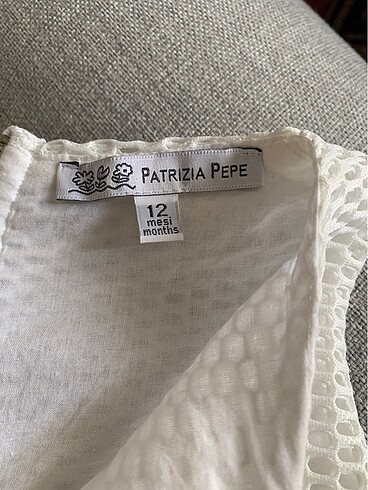 PATRIZIA PEPE
12
mesi
months